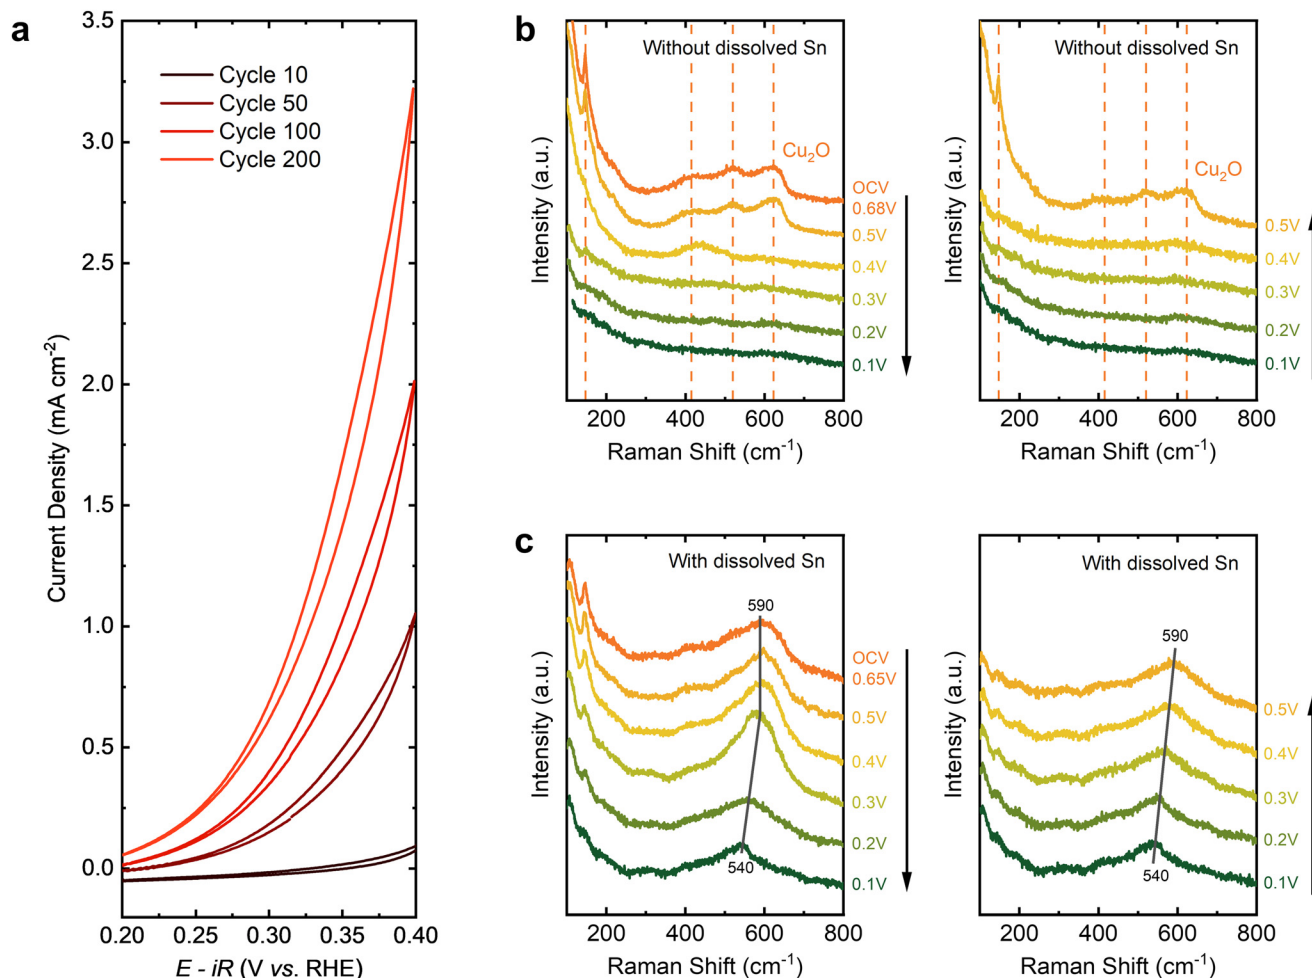 a
3.5
3.0
2.5
2.0
1.5
1.0
0.5
0.0
Current Density (mA cm⁻²)
Cycle 10
Cycle 50
Cycle 100
Cycle 200
0.20 0.25 0.30 0.35 0.40
E - iR (V vs. RHE)
b
Without dissolved Sn
Cu₂O
OCV
0.68V
0.5V
0.4V
0.3V
0.2V
0.1V
Intensity (a.u.)
200 400 600 800
Raman Shift (cm⁻¹)
Without dissolved Sn
Cu₂O
0.5V
0.4V
0.3V
0.2V
0.1V
Intensity (a.u.)
200 400 600 800
Raman Shift (cm⁻¹)
c
With dissolved Sn
590
OCV
0.65V
0.5V
0.4V
0.3V
0.2V
540
0.1V
Intensity (a.u.)
200 400 600 800
Raman Shift (cm⁻¹)
With dissolved Sn
590
0.5V
0.4V
0.3V
0.2V
540
0.1V
Intensity (a.u.)
200 400 600 800
Raman Shift (cm⁻¹)